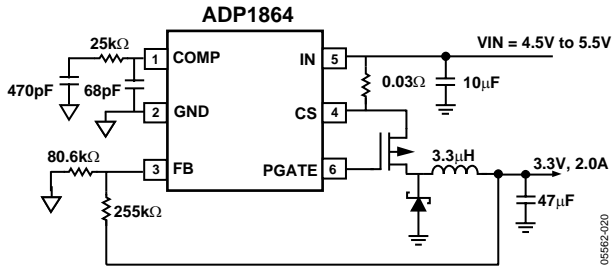 ADP1864
25kΩ
470pF
68pF
1 COMP
IN 5
VIN = 4.5V to 5.5V
0.03Ω
10µF
2 GND
CS 4
80.6kΩ
3 FB
PGATE 6
3.3µH
3.3V, 2.0A
255kΩ
47µF
05562-020